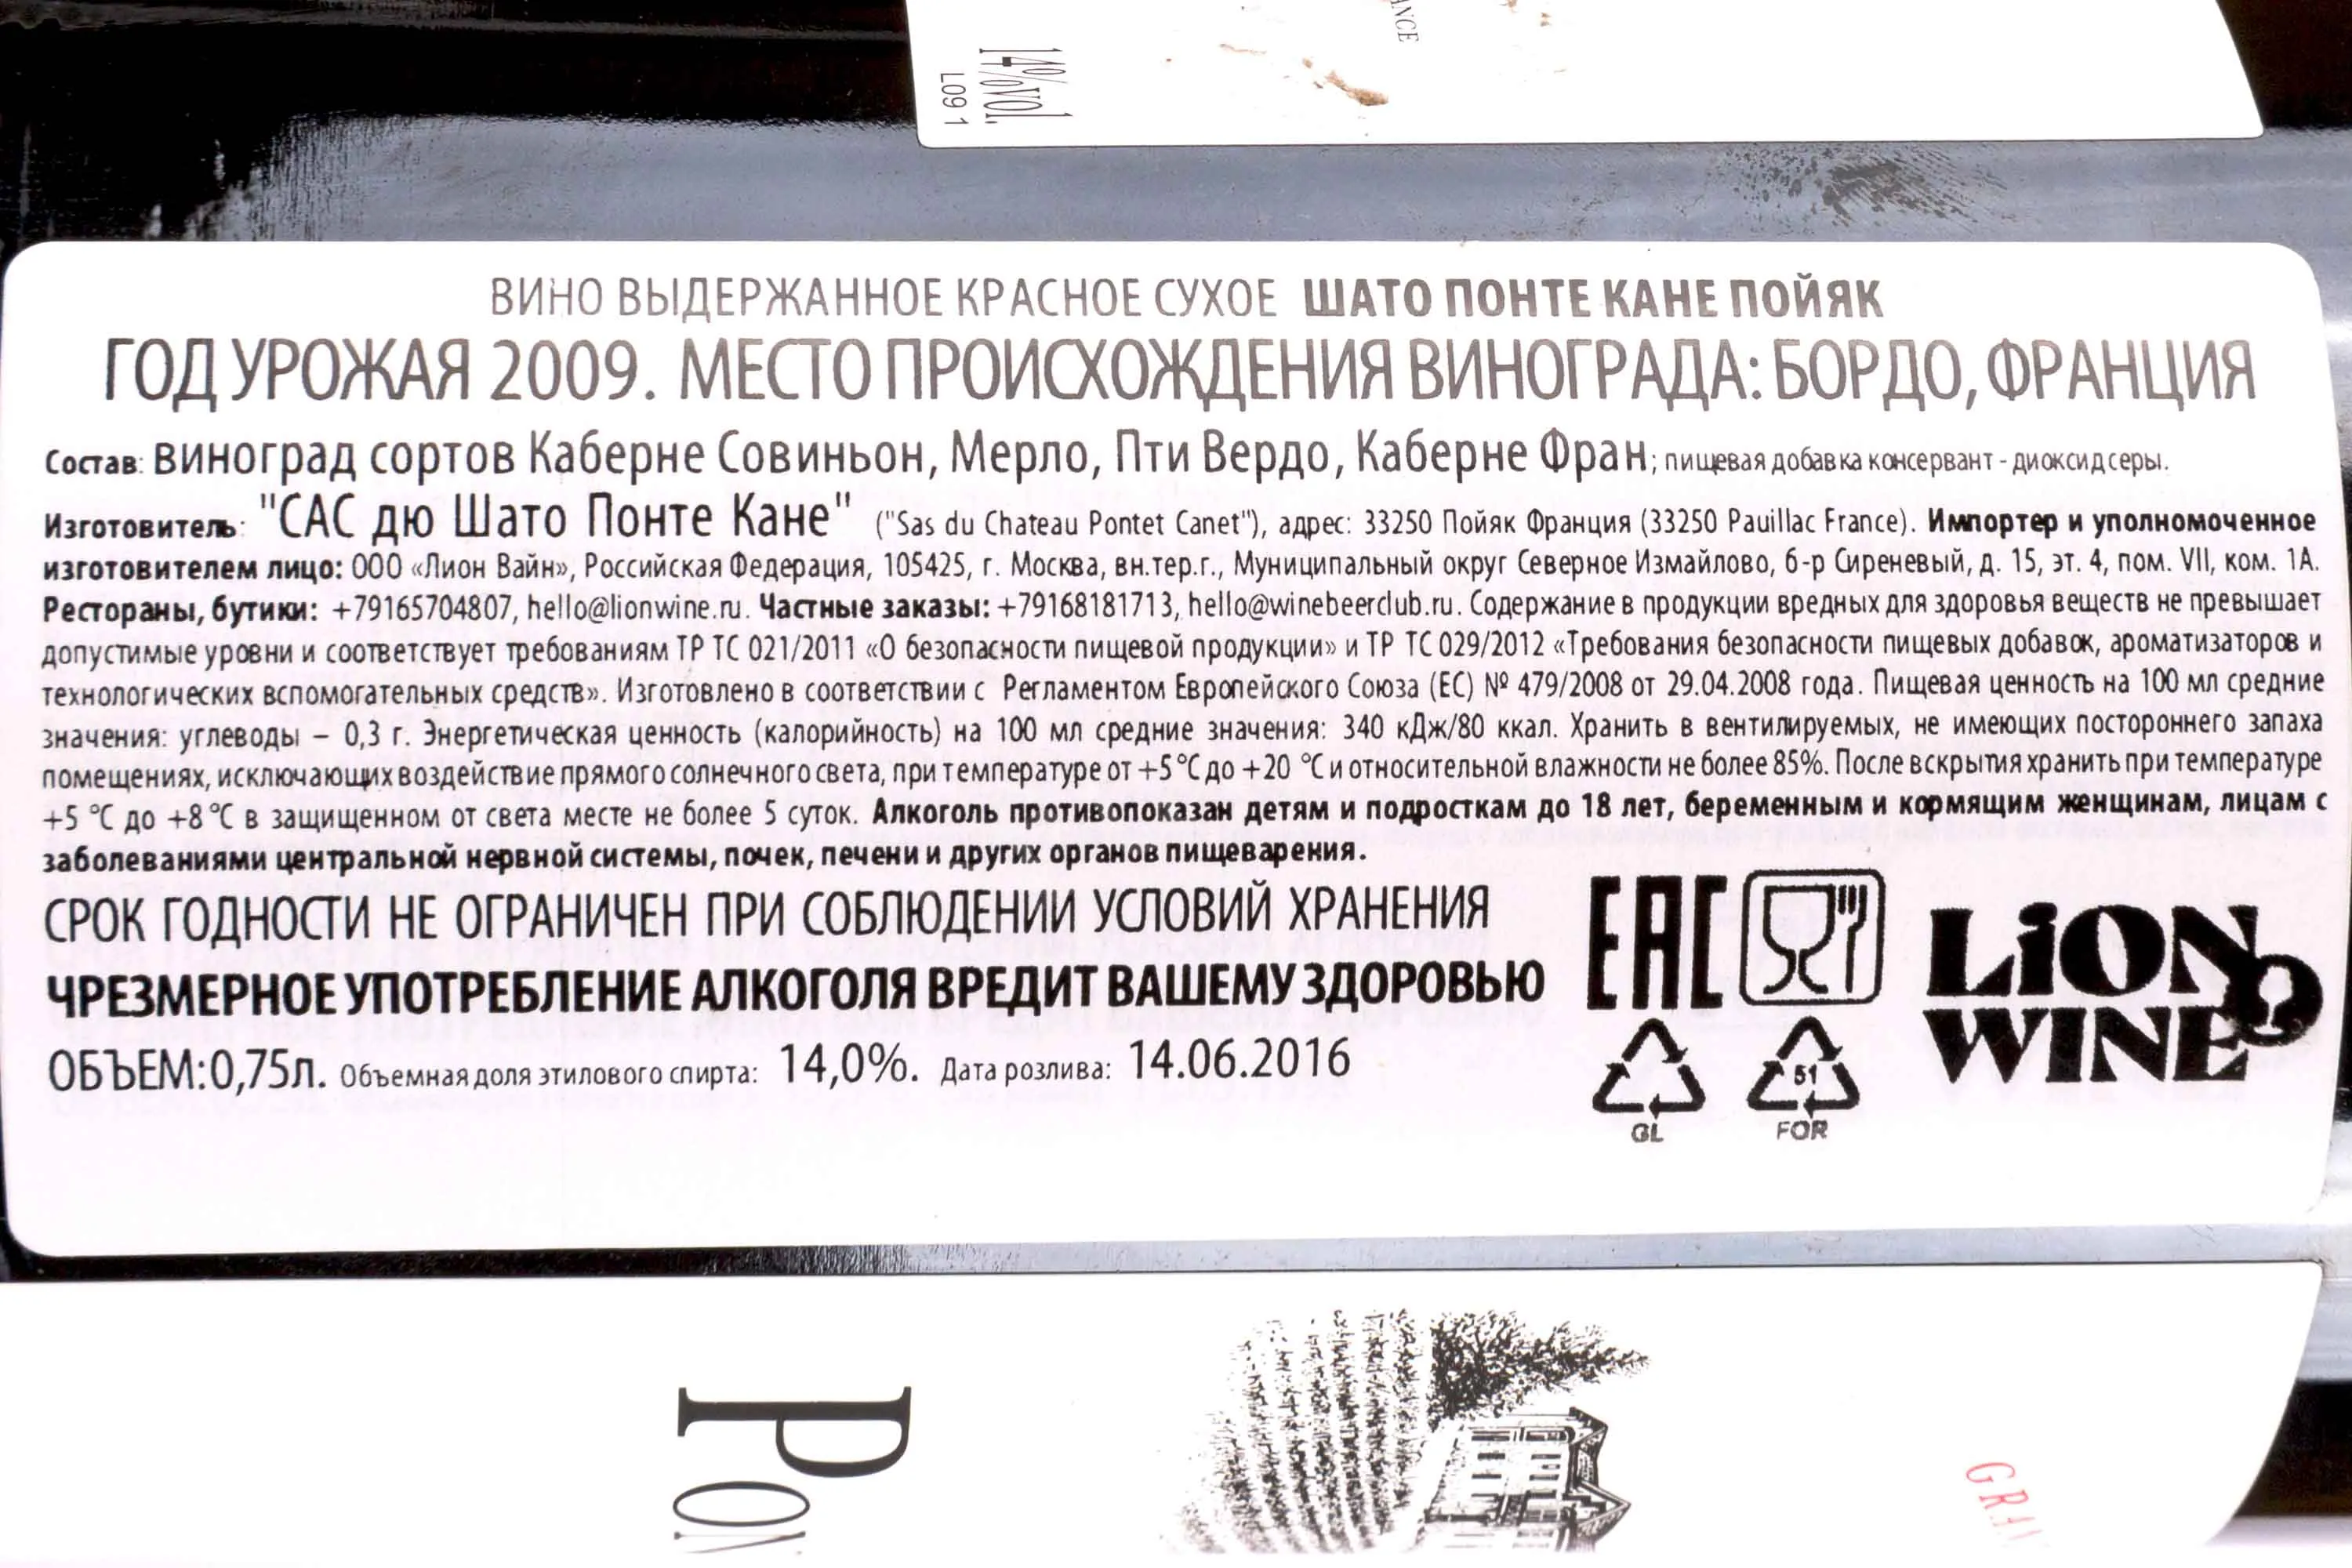 ANCE
14%vol.
L09 1
ВИНО ВЫДЕРЖАННОЕ КРАСНОЕ СУХОЕ ШАТО ПОНТЕ КАНЕ ПОЙЯК
ГОД УРОЖАЯ 2009. МЕСТО ПРОИСХОЖДЕНИЯ ВИНОГРАДА: БОРДО, ФРАНЦИЯ
Состав: виноград сортов Каберне Совиньон, Мерло, Пти Вердо, Каберне Фран; пищевая добавка консервант - диоксид серы.
Изготовитель: "САС дю Шато Понте Кане" ("Sas du Chateau Pontet Canet"), адрес: 33250 Пойяк Франция (33250 Pauillac France). Импортер и уполномоченное
изготовителем лицо: ООО «Лион Вайн», Российская Федерация, 105425, г. Москва, вн.тер.г., Муниципальный округ Северное Измайлово, б-р Сиреневый, д. 15, эт. 4, пом. VII, ком. 1А.
Рестораны, бутики: +79165704807, hello@lionwine.ru. Частные заказы: +79168181713, hello@winebeerclub.ru. Содержание в продукции вредных для здоровья веществ не превышает
допустимые уровни и соответствует требованиям ТР ТС 021/2011 «О безопасности пищевой продукции» и ТР ТС 029/2012 «Требования безопасности пищевых добавок, ароматизаторов и
технологических вспомогательных средств». Изготовлено в соответствии с Регламентом Европейского Союза (ЕС) № 479/2008 от 29.04.2008 года. Пищевая ценность на 100 мл средние
значения: углеводы – 0,3 г. Энергетическая ценность (калорийность) на 100 мл средние значения: 340 кДж/80 ккал. Хранить в вентилируемых, не имеющих постороннего запаха
помещениях, исключающих воздействие прямого солнечного света, при температуре от +5 °С до +20 °С и относительной влажности не более 85%. После вскрытия хранить при температуре
+5 °С до +8 °С в защищенном от света месте не более 5 суток. Алкоголь противопоказан детям и подросткам до 18 лет, беременным и кормящим женщинам, лицам с
заболеваниями центральной нервной системы, почек, печени и других органов пищеварения.
СРОК ГОДНОСТИ НЕ ОГРАНИЧЕН ПРИ СОБЛЮДЕНИИ УСЛОВИЙ ХРАНЕНИЯ
ЧРЕЗМЕРНОЕ УПОТРЕБЛЕНИЕ АЛКОГОЛЯ ВРЕДИТ ВАШЕМУ ЗДОРОВЬЮ
ОБЪЕМ:0,75л. Объемная доля этилового спирта: 14,0%. Дата розлива: 14.06.2016
EAC
51
GL
FOR
LiON
WINE
PON
GRA